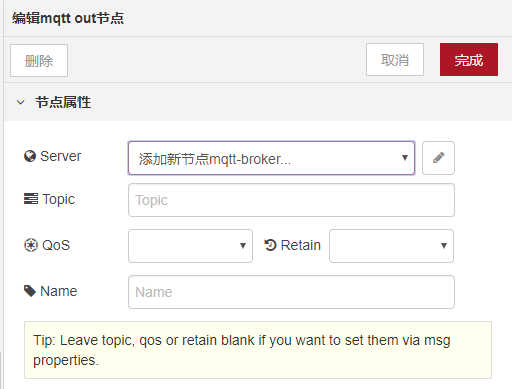 编辑mqtt out节点
删除 取消 完成
节点属性
Server 添加新节点mqtt-broker...
Topic Topic
QoS Retain
Name Name
Tip: Leave topic, qos or retain blank if you want to set them via msg
properties.